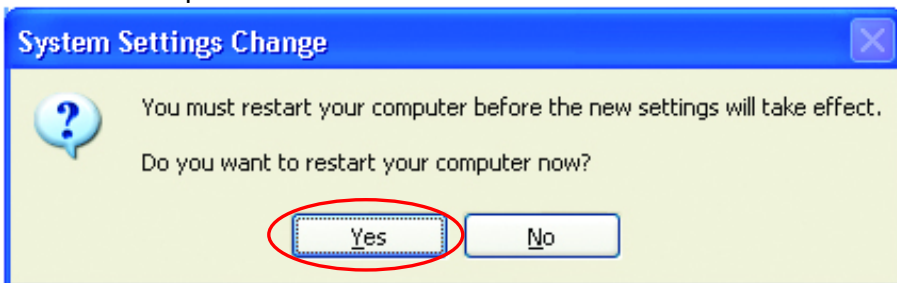 System Settings Change
?
You must restart your computer before the new settings will take effect.
Do you want to restart your computer now?
Yes
No